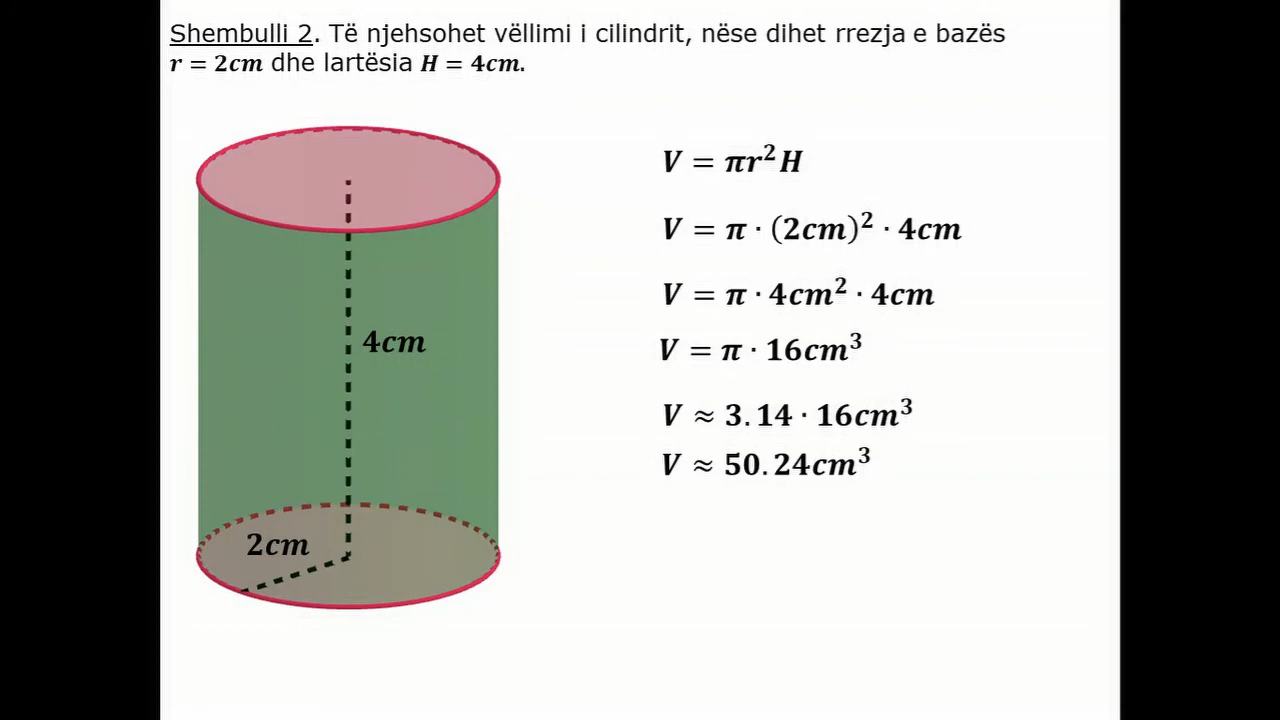 Shembulli 2. Të njehsohet vëllimi i cilindrit, nëse dihet rrezja e bazës
r = 2cm dhe lartësia H = 4cm.
V = πr²H
V = π · (2cm)² · 4cm
V = π · 4cm² · 4cm
4cm
V = π · 16cm³
V ≈ 3.14 · 16cm³
V ≈ 50.24cm³
2cm